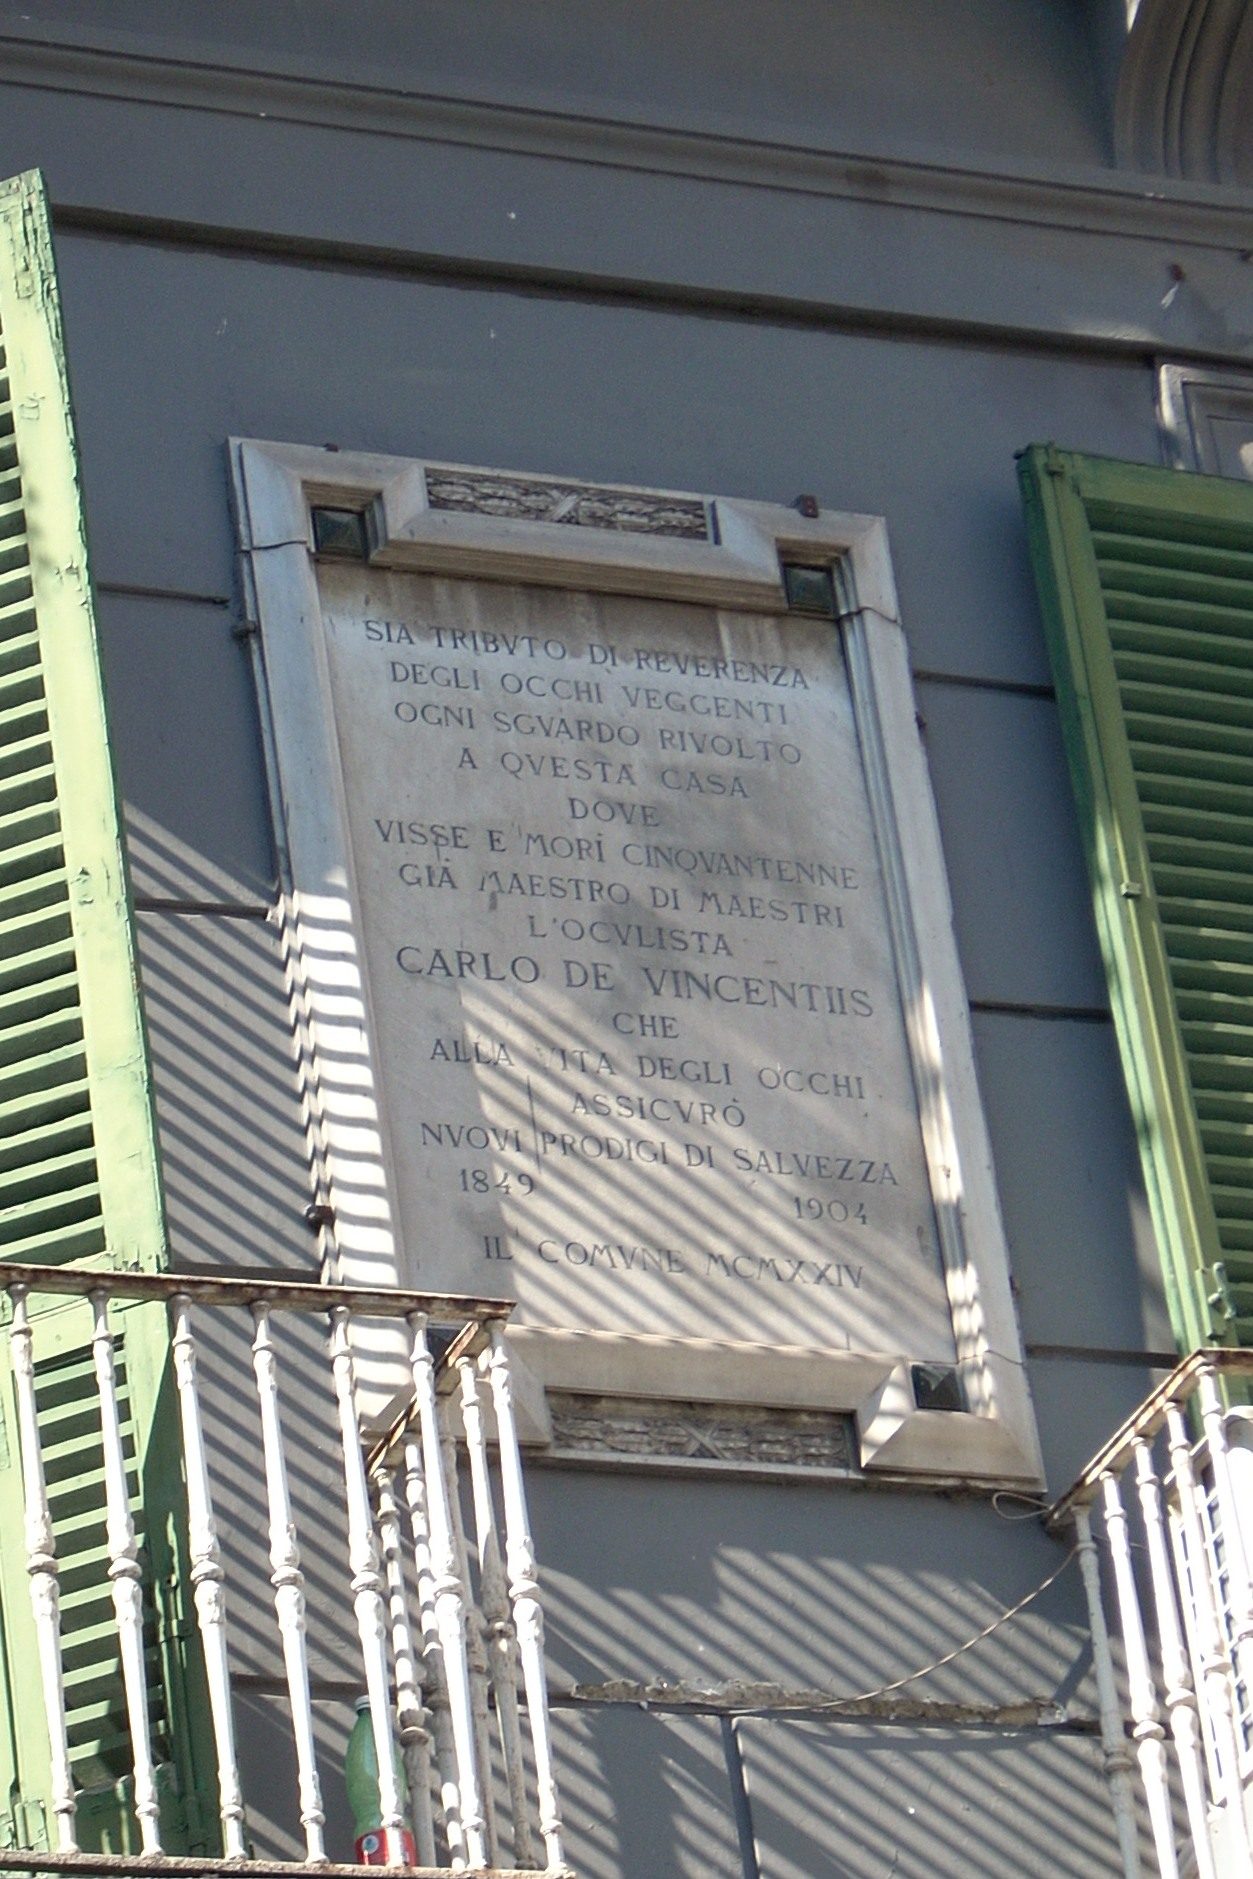 SIA TRIBVTO DI REVERENZA
DEGLI OCCHI VEGGENTI
OGNI SGVARDO RIVOLTO
A QVESTA CASA
DOVE
VISSE E MORÌ CINQVANTENNE
GIÀ MAESTRO DI MAESTRI
L'OCVLISTA
CARLO DE VINCENTIIS
CHE
ALLA VITA DEGLI OCCHI
ASSICVRÒ
NVOVI PRODIGI DI SALVEZZA
1849 1904
IL COMVNE MCMXXIV